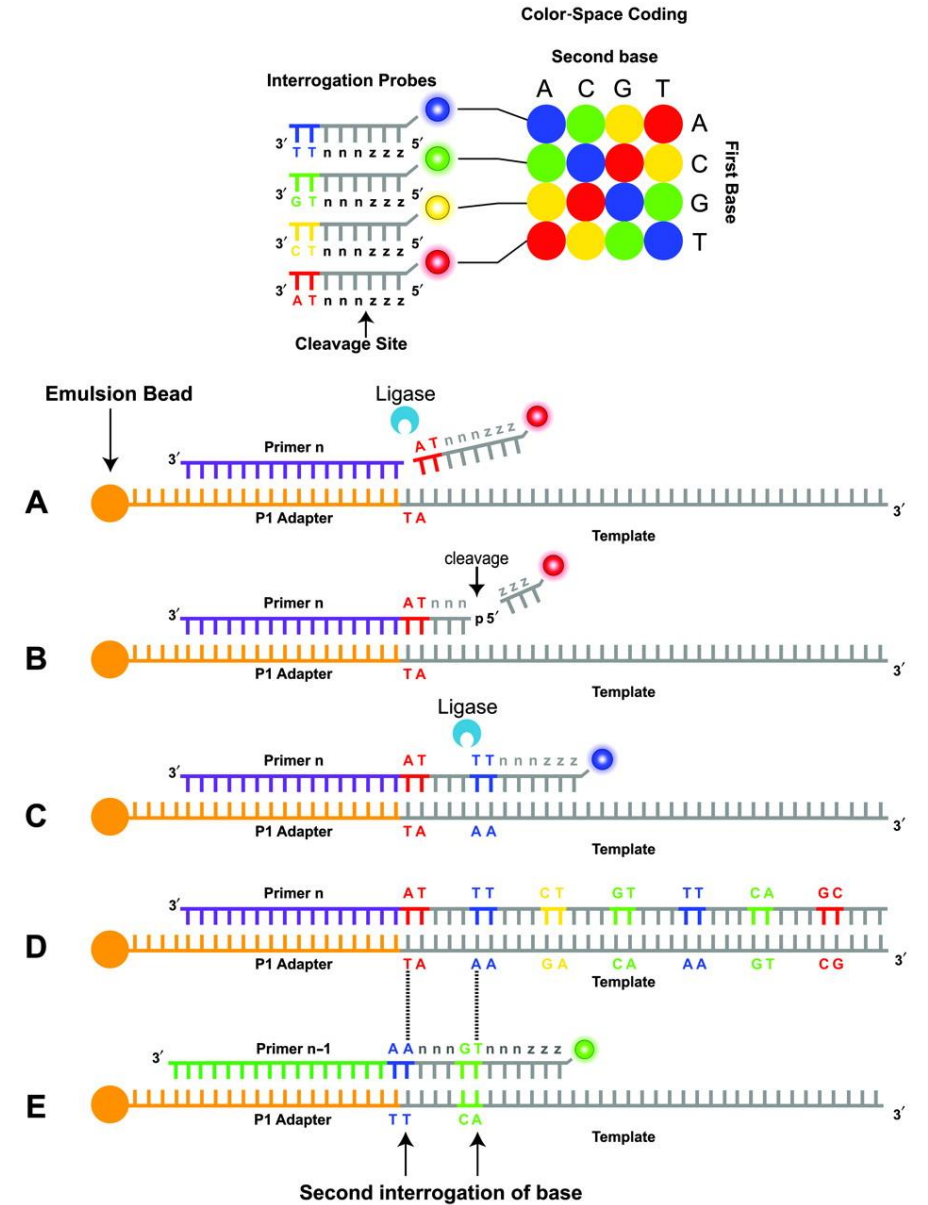 Color-Space Coding
Second base
Interrogation Probes
A C G T
A
C
G
T
First Base
3′ T T n n n z z z 5′
3′ G T n n n z z z 5′
3′ C T n n n z z z 5′
3′ A T n n n z z z 5′
Cleavage Site
Emulsion Bead
Ligase
A T n n n z z z
3′ Primer n
A
3′
P1 Adapter
T A
Template
cleavage
z z z
3′ Primer n
A T n n n
p 5′
B
3′
P1 Adapter
T A
Template
Ligase
3′ Primer n
A T T T n n n z z z
C
3′
P1 Adapter
T A A A
Template
3′ Primer n
A T T T C T G T T T C A G C
D
3′
P1 Adapter
T A A A G A C A A A G T C G
Template
3′ Primer n–1
A A n n n G T n n n z z z
E
3′
P1 Adapter
T T C A
Template
Second interrogation of base